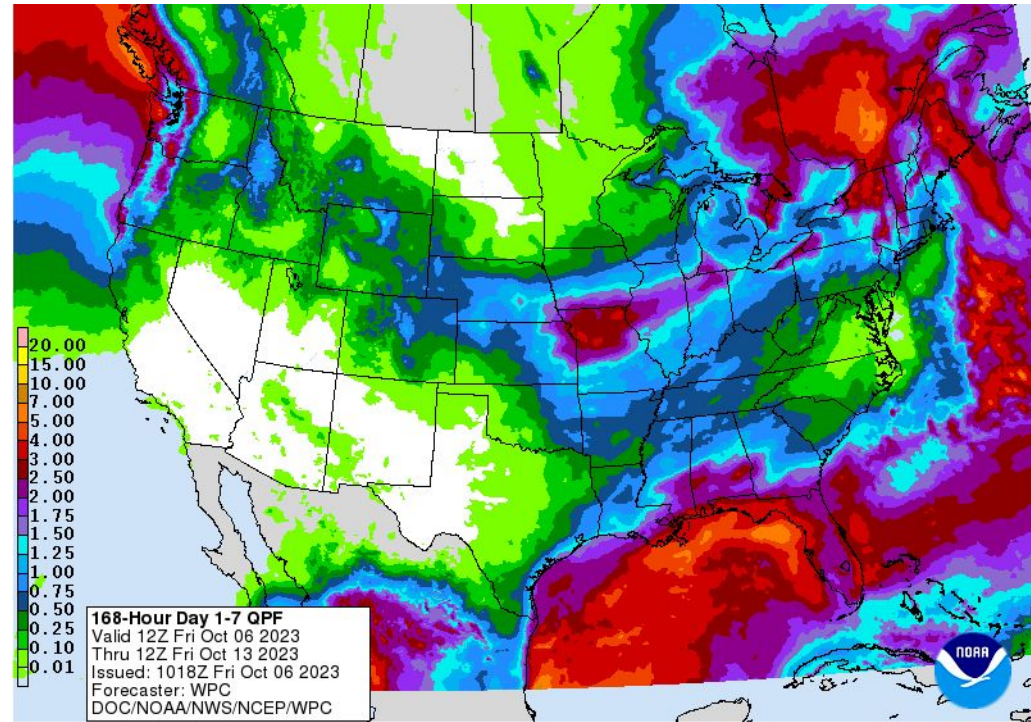 20.00
15.00
10.00
7.00
5.00
4.00
3.00
2.50
2.00
1.75
1.50
1.25
1.00
0.75
0.50
0.25
0.10
0.01
168-Hour Day 1-7 QPF
Valid 12Z Fri Oct 06 2023
Thru 12Z Fri Oct 13 2023
Issued: 1018Z Fri Oct 06 2023
Forecaster: WPC
DOC/NOAA/NWS/NCEP/WPC
NOAA